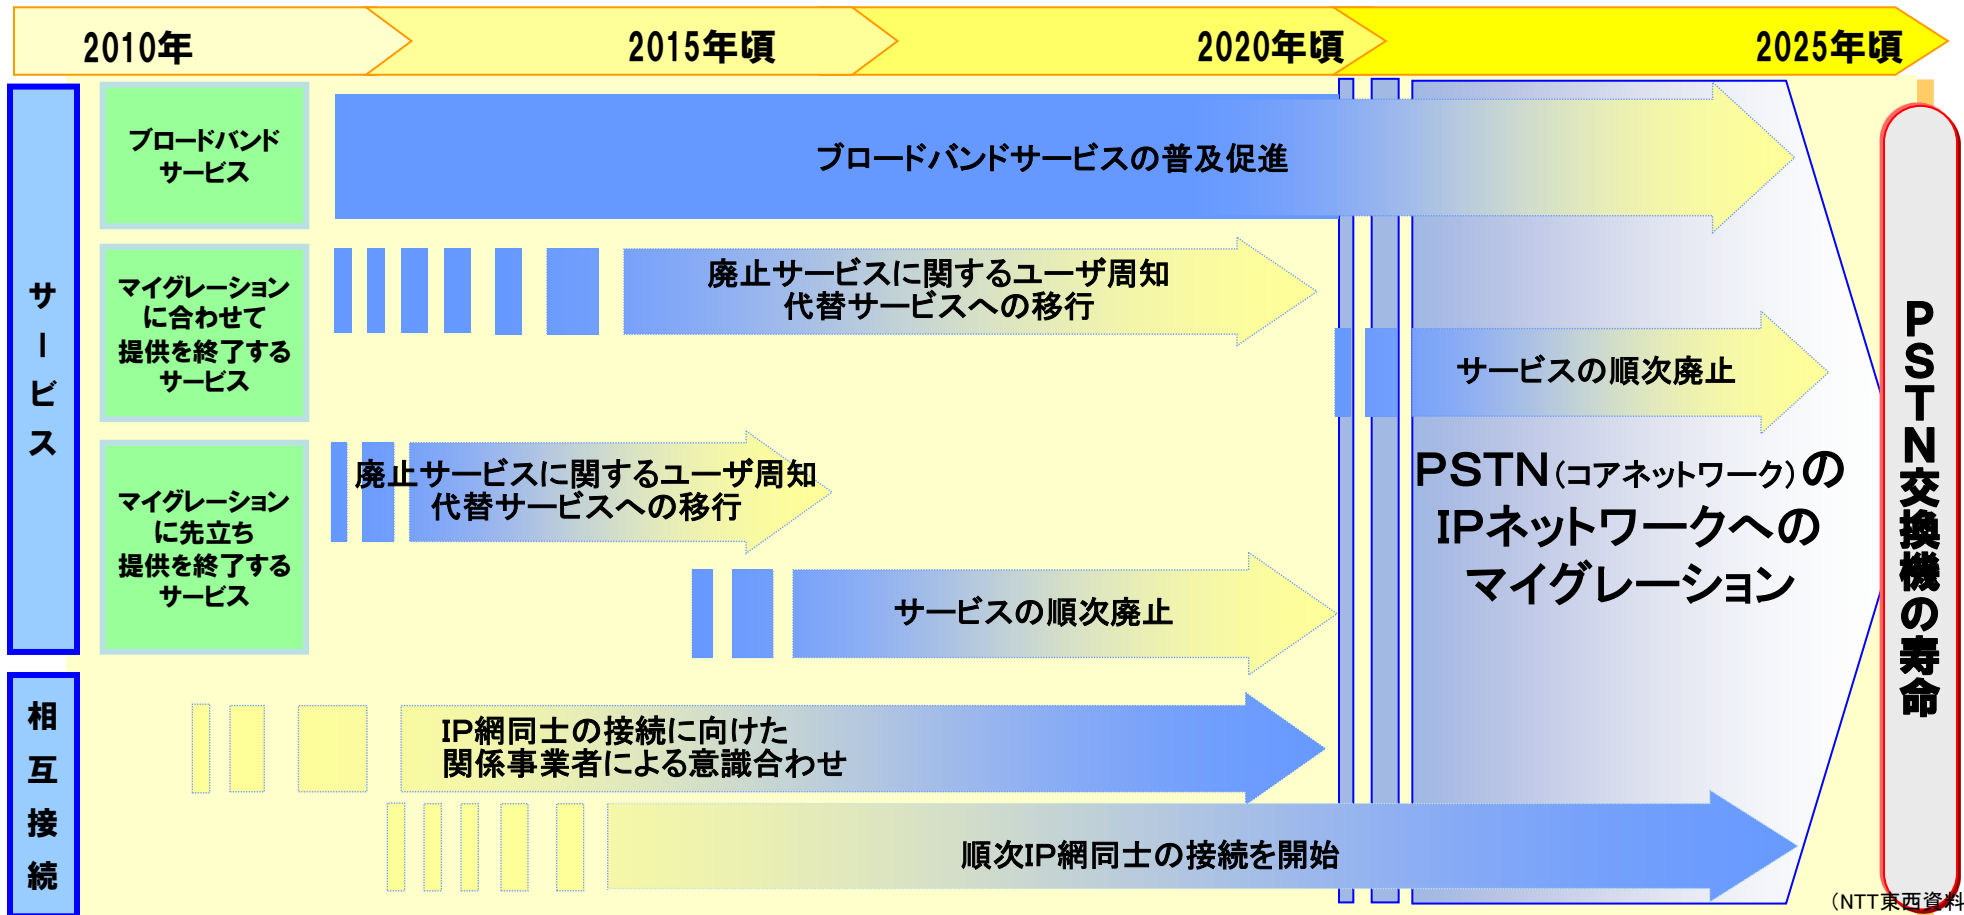 2010年
2015年頃
2020年頃
2025年頃
サービス
ブロードバンド
サービス
ブロードバンドサービスの普及促進
マイグレーション
に合わせて
提供を終了する
サービス
廃止サービスに関するユーザ周知
代替サービスへの移行
サービスの順次廃止
マイグレーション
に先立ち
提供を終了する
サービス
廃止サービスに関するユーザ周知
代替サービスへの移行
サービスの順次廃止
PSTN（コアネットワーク）の
IPネットワークへの
マイグレーション
PSTN交換機の寿命
相互接続
IP網同士の接続に向けた
関係事業者による意識合わせ
順次IP網同士の接続を開始
（NTT東西資料